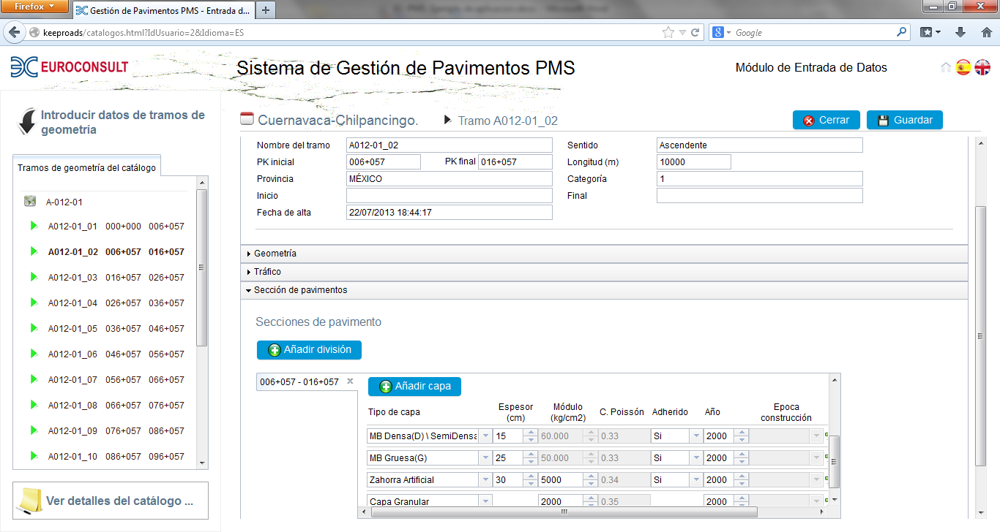 Firefox
Gestión de Pavimentos PMS - Entrada d...
keeproads/catalogos.html?IdUsuario=2&Idioma=ES
Google
EUROCONSULT
Sistema de Gestión de Pavimentos PMS
Módulo de Entrada de Datos
Introducir datos de tramos de
geometría
Tramos de geometría del catálogo
A-012-01
A012-01_01 000+000 006+057
A012-01_02 006+057 016+057
A012-01_03 016+057 026+057
A012-01_04 026+057 036+057
A012-01_05 036+057 046+057
A012-01_06 046+057 056+057
A012-01_07 056+057 066+057
A012-01_08 066+057 076+057
A012-01_09 076+057 086+057
A012-01_10 086+057 096+057
Ver detalles del catálogo ...
Cuernavaca-Chilpancingo. Tramo A012-01_02
Cerrar Guardar
Nombre del tramo A012-01_02 Sentido Ascendente
PK inicial 006+057 PK final 016+057 Longitud (m) 10000
Provincia MÉXICO Categoría 1
Inicio Final
Fecha de alta 22/07/2013 18:44:17
Geometría
Tráfico
Sección de pavimentos
Secciones de pavimento
Añadir división
006+057 - 016+057 x
Añadir capa
Tipo de capa Espesor (cm) Módulo (kg/cm2) C. Poissón Adherido Año Epoca construcción
MB Densa(D) \ SemiDensa 15 60.000 0.33 Si 2000
MB Gruesa(G) 25 50.000 0.33 Si 2000
Zahorra Artificial 30 5000 0.34 Si 2000
Capa Granular 2000 0.35 2000